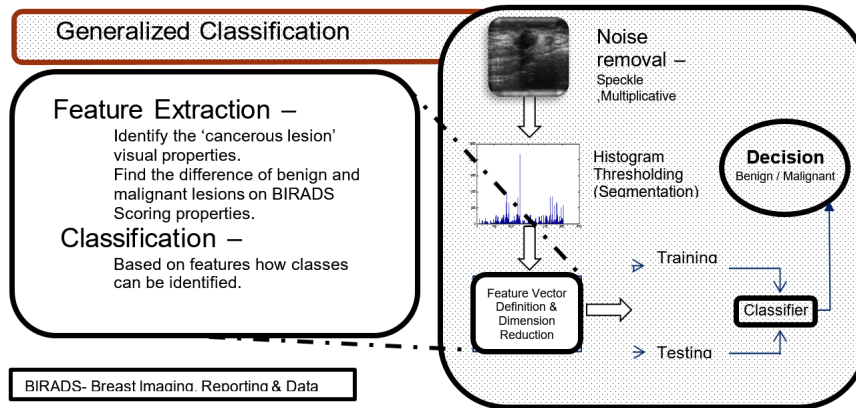 Generalized Classification
Feature Extraction –
Identify the ‘cancerous lesion’
visual properties.
Find the difference of benign and
malignant lesions on BIRADS
Scoring properties.
Classification –
Based on features how classes
can be identified.
BIRADS- Breast Imaging, Reporting & Data
Noise
removal –
Speckle
,Multiplicative
Histogram
Thresholding
(Segmentation)
Feature Vector
Definition &
Dimension
Reduction
Training
Testing
Classifier
Decision
Benign / Malignant